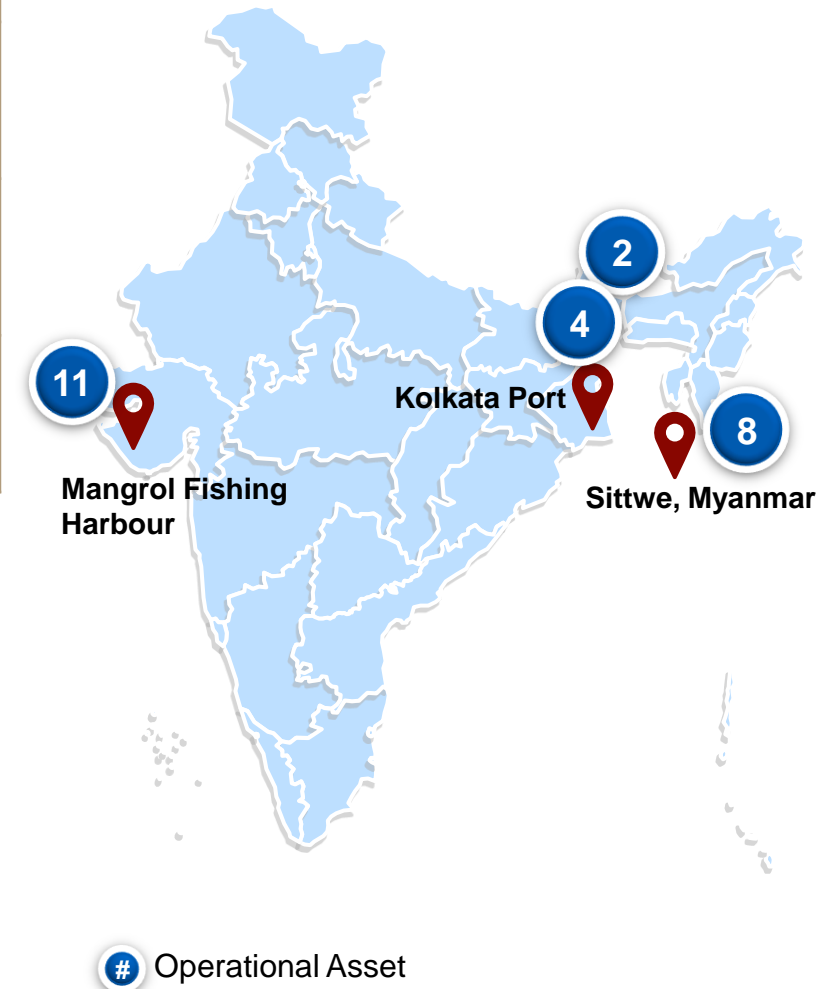 2
4
11
Kolkata Port
8
Mangrol Fishing
Harbour
Sittwe, Myanmar
# Operational Asset